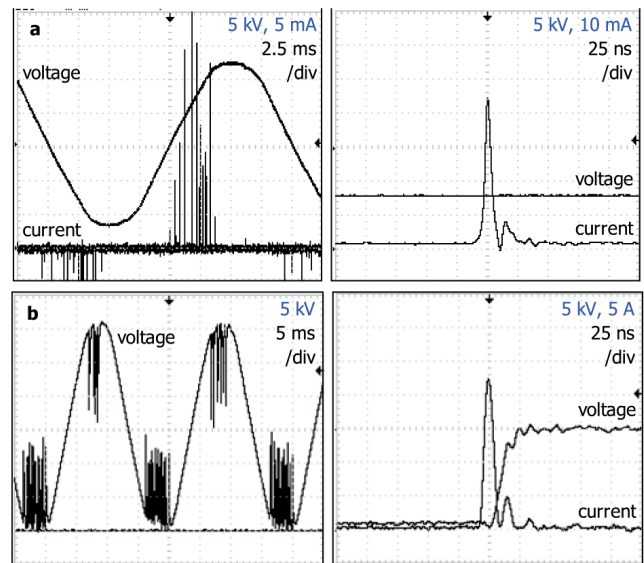 a
5 kV, 5 mA
2.5 ms
/div
voltage
current
5 kV, 10 mA
25 ns
/div
voltage
current
b
5 kV
5 ms
/div
voltage
5 kV, 5 A
25 ns
/div
voltage
current